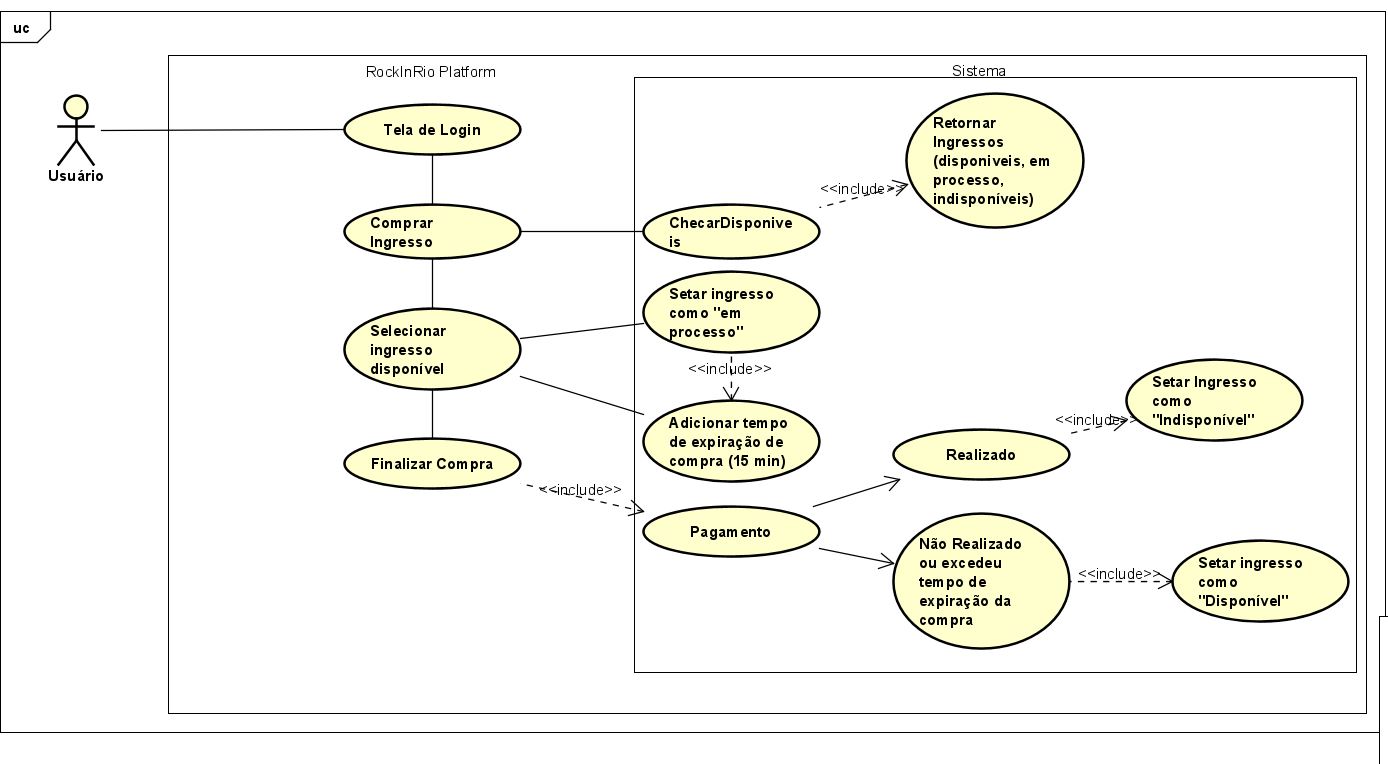 uc
RockInRio Platform
Sistema
Usuário
Tela de Login
Retornar
Ingressos
(disponiveis, em
processo,
indisponíveis)
<<include>>
Comprar
Ingresso
ChecarDisponive
is
Setar ingresso
como "em
processo"
Selecionar
ingresso
disponível
<<include>>
Adicionar tempo
de expiração de
compra (15 min)
Setar Ingresso
como
"Indisponível"
<<include>>
Realizado
Finalizar Compra
<<include>>
Pagamento
Não Realizado
ou excedeu
tempo de
expiração da
compra
<<include>>
Setar ingresso
como
"Disponível"